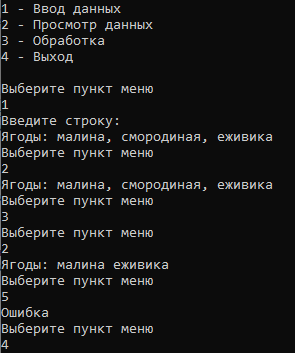 1 - Ввод данных
2 - Просмотр данных
3 - Обработка
4 - Выход
Выберите пункт меню
1
Введите строку:
Ягоды: малина, смородиная, еживика
Выберите пункт меню
2
Ягоды: малина, смородиная, еживика
Выберите пункт меню
3
Выберите пункт меню
2
Ягоды: малина еживика
Выберите пункт меню
5
Ошибка
Выберите пункт меню
4